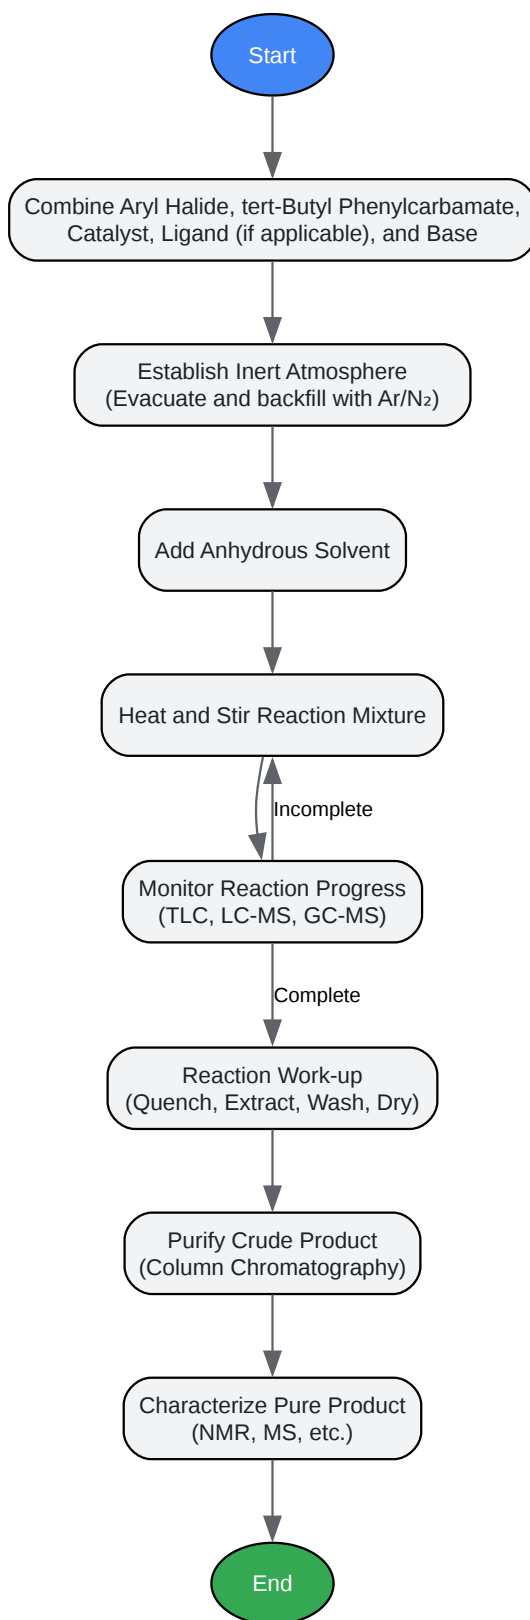 Start
Combine Aryl Halide, tert-Butyl Phenylcarbamate,
Catalyst, Ligand (if applicable), and Base
Establish Inert Atmosphere
(Evacuate and backfill with Ar/N₂)
Add Anhydrous Solvent
Heat and Stir Reaction Mixture
Incomplete
Monitor Reaction Progress
(TLC, LC-MS, GC-MS)
Complete
Reaction Work-up
(Quench, Extract, Wash, Dry)
Purify Crude Product
(Column Chromatography)
Characterize Pure Product
(NMR, MS, etc.)
End